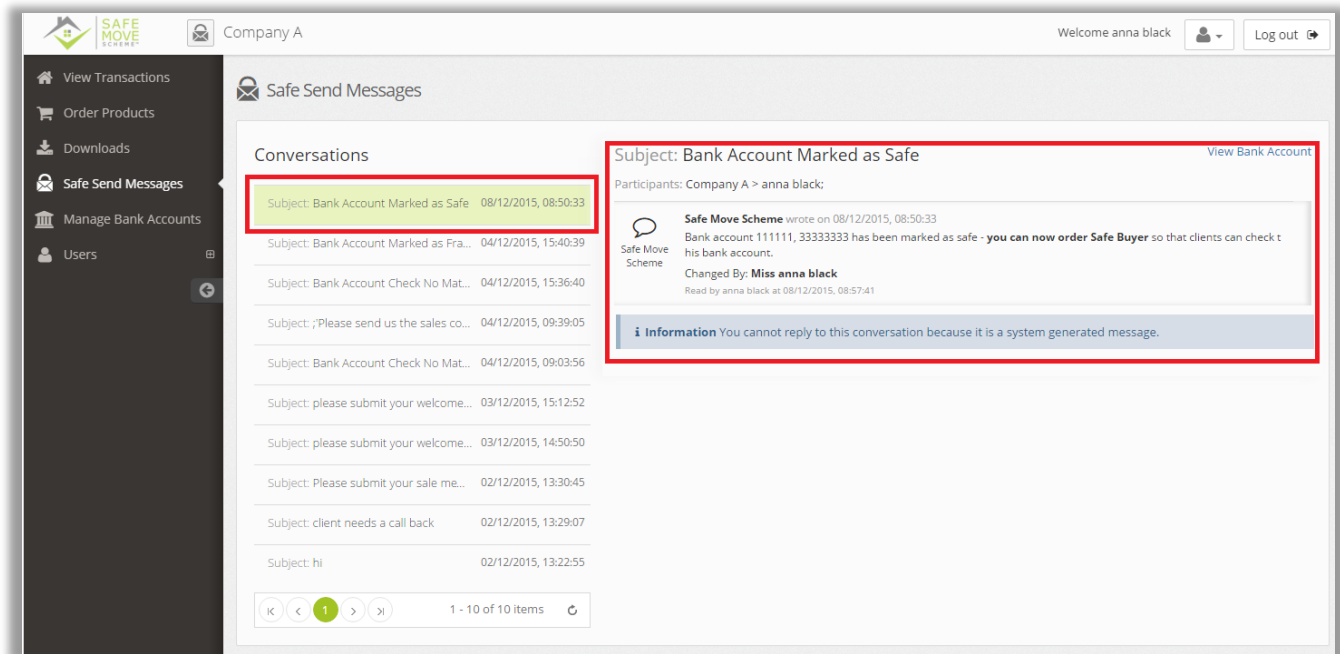 SAFE
MOVE
SCHEME
Company A
Welcome anna black
Log out
View Transactions
Order Products
Downloads
Safe Send Messages
Manage Bank Accounts
Users
Safe Send Messages
Conversations
Subject: Bank Account Marked as Safe 08/12/2015, 08:50:33
Subject: Bank Account Marked as Fra... 04/12/2015, 15:40:39
Subject: Bank Account Check No Mat... 04/12/2015, 15:36:40
Subject: ;'Please send us the sales co... 04/12/2015, 09:39:05
Subject: Bank Account Check No Mat... 04/12/2015, 09:03:56
Subject: please submit your welcome... 03/12/2015, 15:12:52
Subject: please submit your welcome... 03/12/2015, 14:50:50
Subject: Please submit your sale me... 02/12/2015, 13:30:45
Subject: client needs a call back 02/12/2015, 13:29:07
Subject: hi 02/12/2015, 13:22:55
1
1 - 10 of 10 items
Subject: Bank Account Marked as Safe
View Bank Account
Participants: Company A > anna black;
Safe Move
Scheme
Safe Move Scheme wrote on 08/12/2015, 08:50:33
Bank account 111111, 33333333 has been marked as safe - you can now order Safe Buyer so that clients can check t
his bank account.
Changed By: Miss anna black
Read by anna black at 08/12/2015, 08:57:41
i Information You cannot reply to this conversation because it is a system generated message.